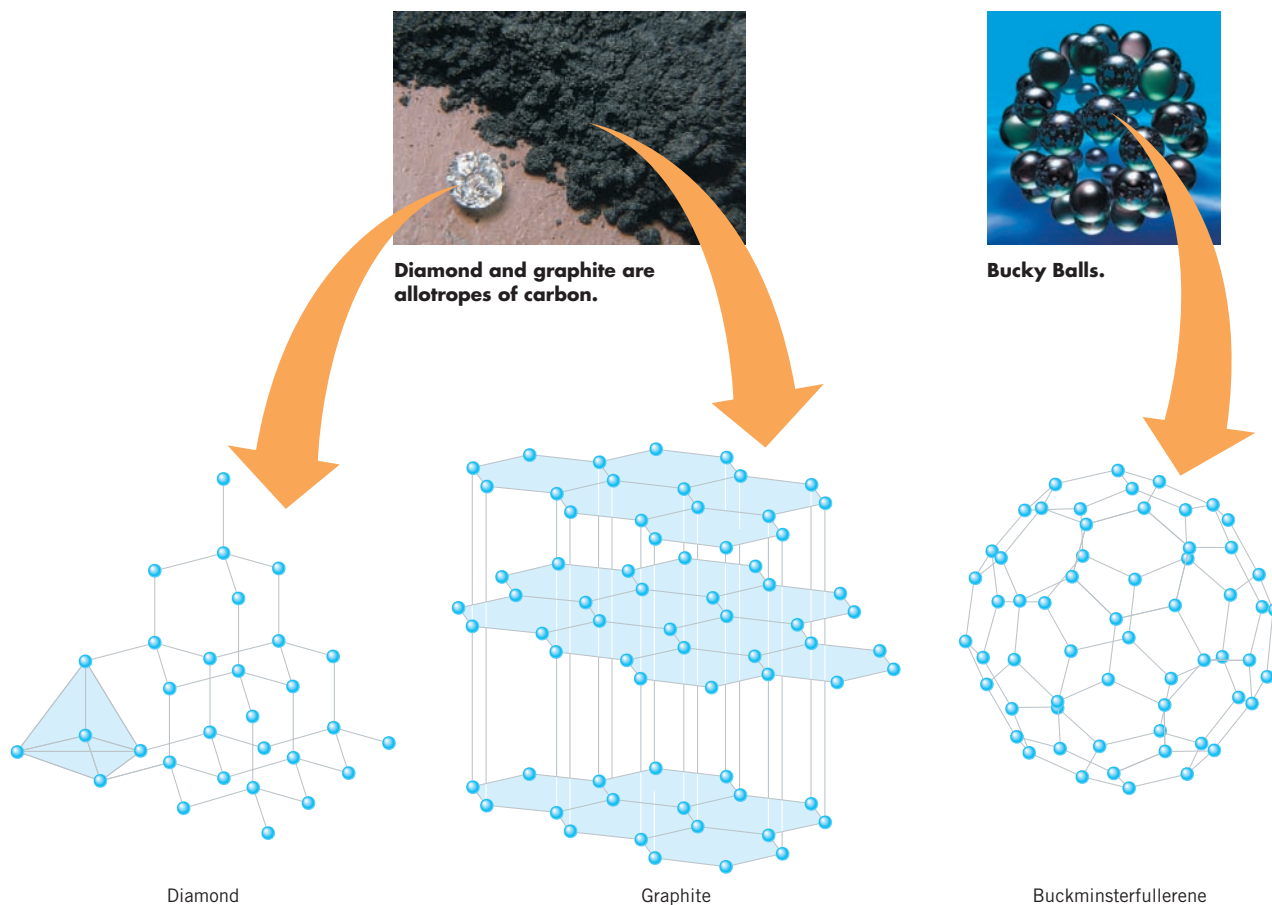 Diamond and graphite are
allotropes of carbon.
Bucky Balls.
Diamond
Graphite
Buckminsterfullerene